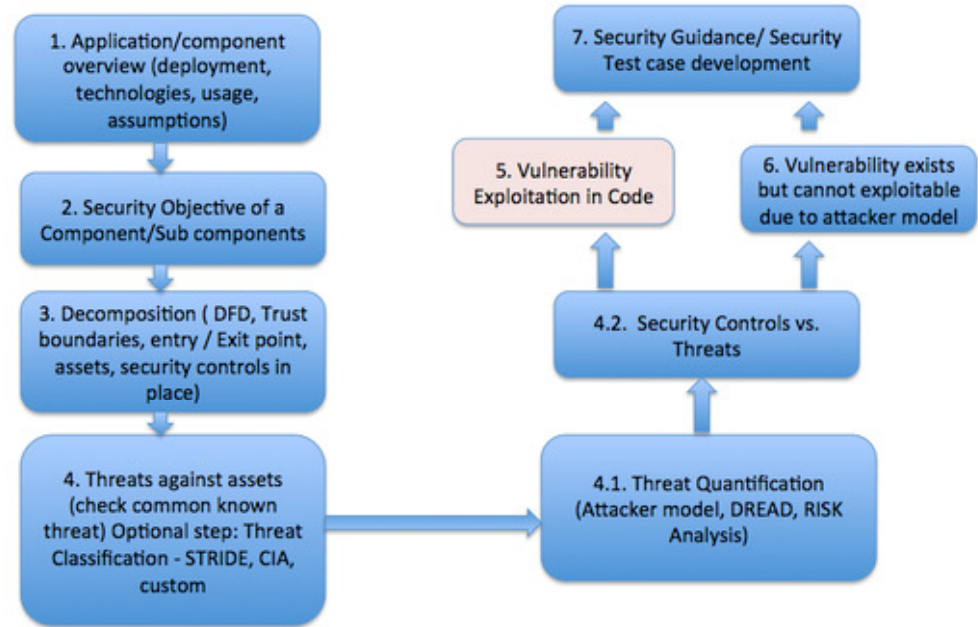 1. Application/component
overview (deployment,
technologies, usage,
assumptions)
2. Security Objective of a
Component/Sub components
3. Decomposition ( DFD, Trust
boundaries, entry / Exit point,
assets, security controls in
place)
4. Threats against assets
(check common known
threat) Optional step: Threat
Classification - STRIDE, CIA,
custom
4.1. Threat Quantification
(Attacker model, DREAD, RISK
Analysis)
4.2. Security Controls vs.
Threats
5. Vulnerability
Exploitation in Code
6. Vulnerability exists
but cannot exploitable
due to attacker model
7. Security Guidance/ Security
Test case development